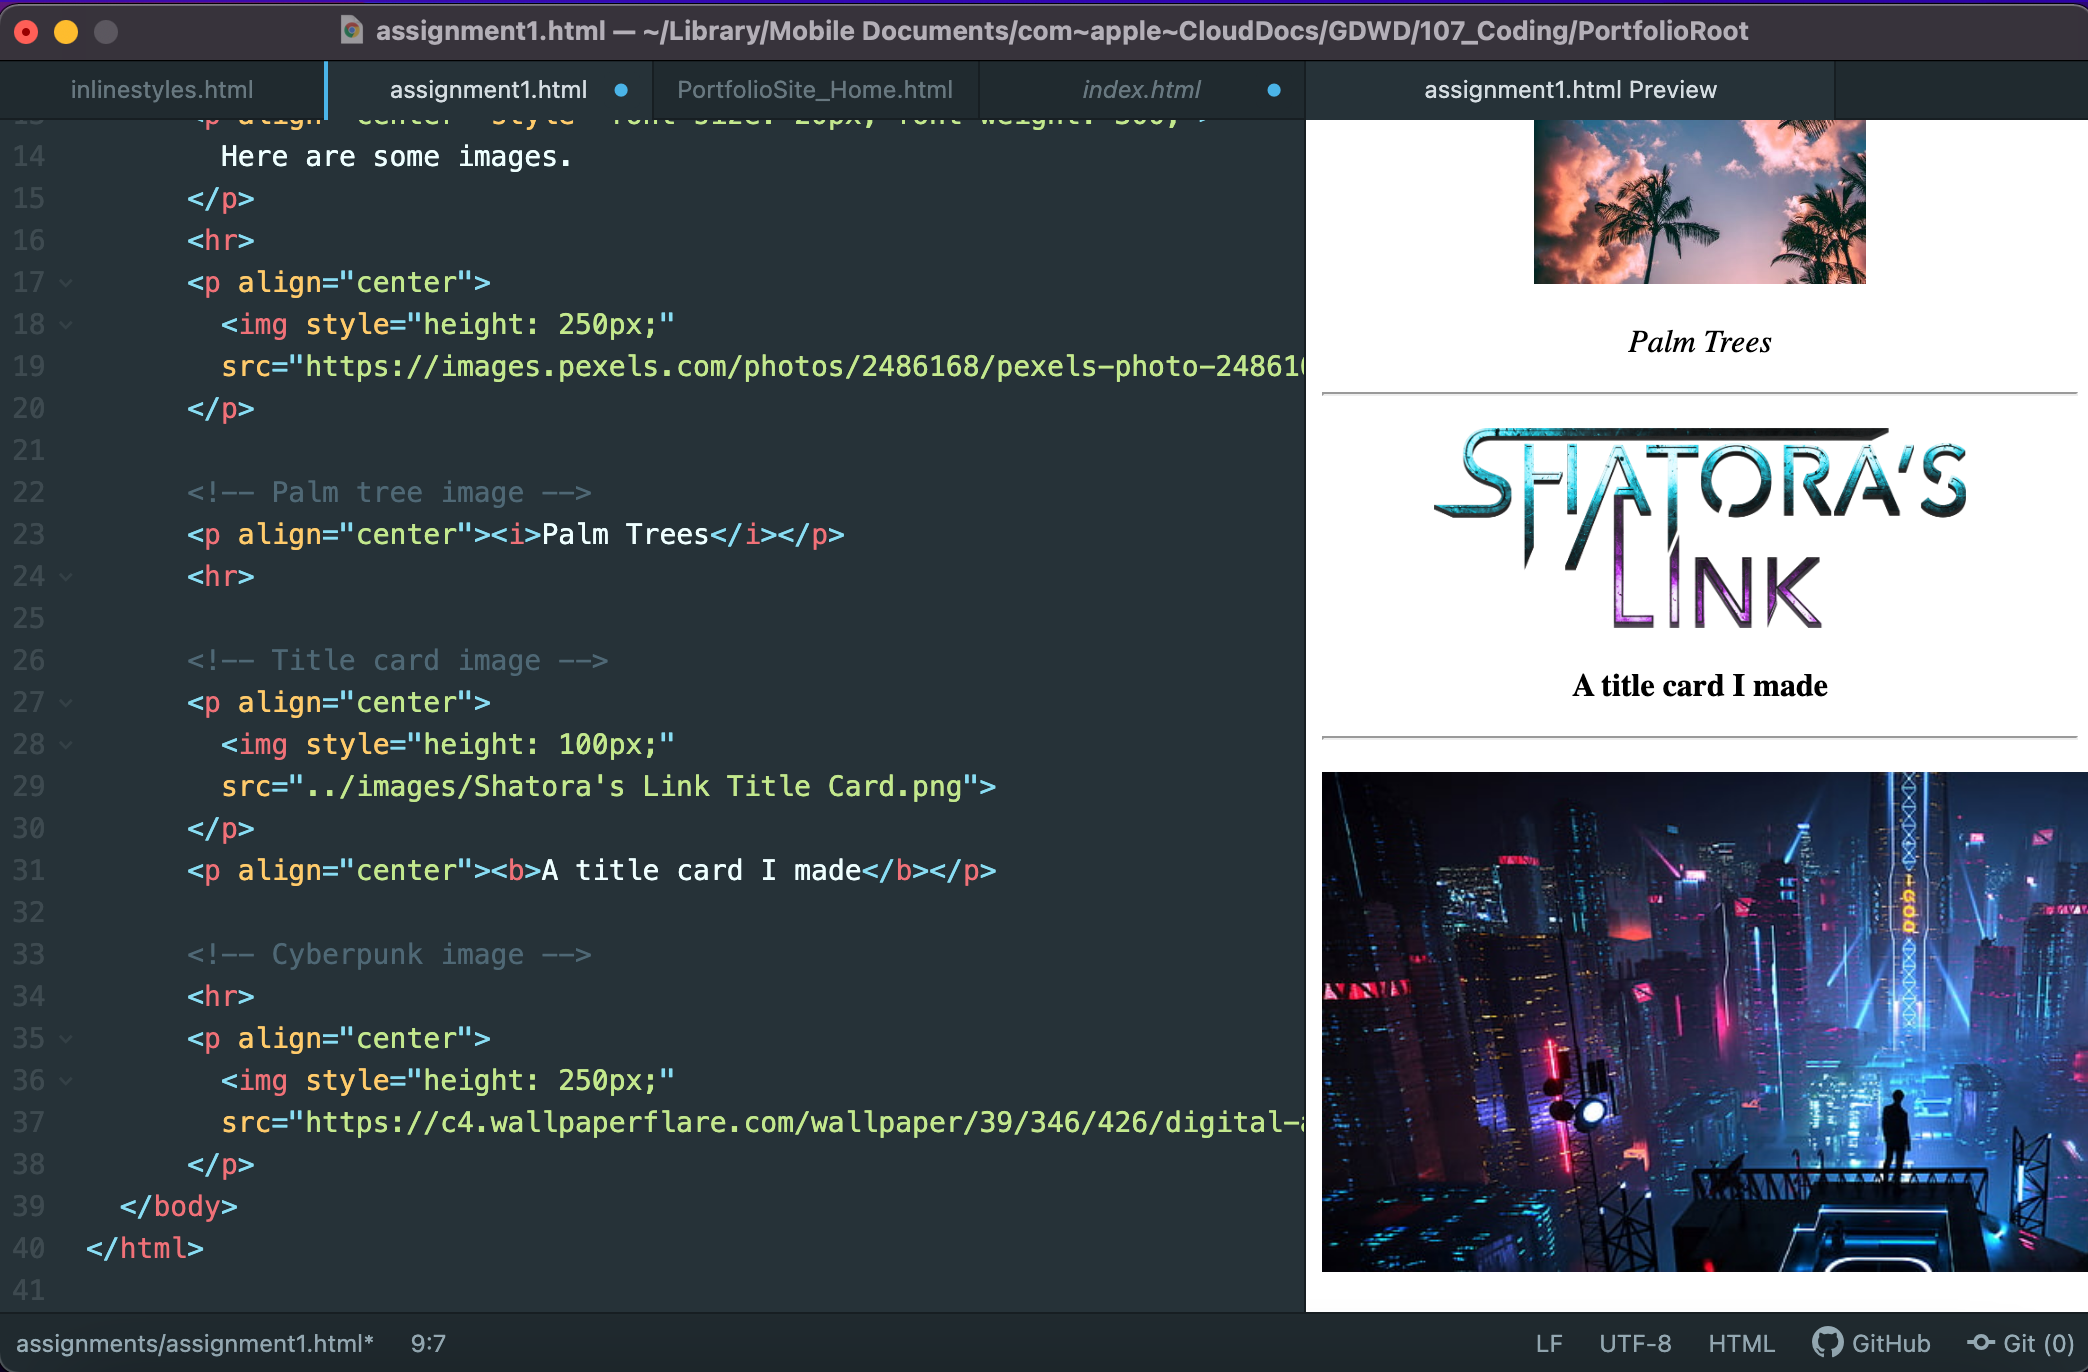 assignment1.html — ~/Library/Mobile Documents/com~apple~CloudDocs/GDWD/107_Coding/PortfolioRoot
inlinestyles.html
assignment1.html
PortfolioSite_Home.html
index.html
assignment1.html Preview
14 Here are some images.
15 </p>
16 <hr>
17 <p align="center">
18 <img style="height: 250px;"
19 src="https://images.pexels.com/photos/2486168/pexels-photo-24861
20 </p>
21
22 <!-- Palm tree image -->
23 <p align="center"><i>Palm Trees</i></p>
24 <hr>
25
26 <!-- Title card image -->
27 <p align="center">
28 <img style="height: 100px;"
29 src="../images/Shatora's Link Title Card.png">
30 </p>
31 <p align="center"><b>A title card I made</b></p>
32
33 <!-- Cyberpunk image -->
34 <hr>
35 <p align="center">
36 <img style="height: 250px;"
37 src="https://c4.wallpaperflare.com/wallpaper/39/346/426/digital-
38 </p>
39 </body>
40 </html>
41
Palm Trees
SHATORA'S
LINK
A title card I made
assignments/assignment1.html* 9:7
LF UTF-8 HTML GitHub Git (0)